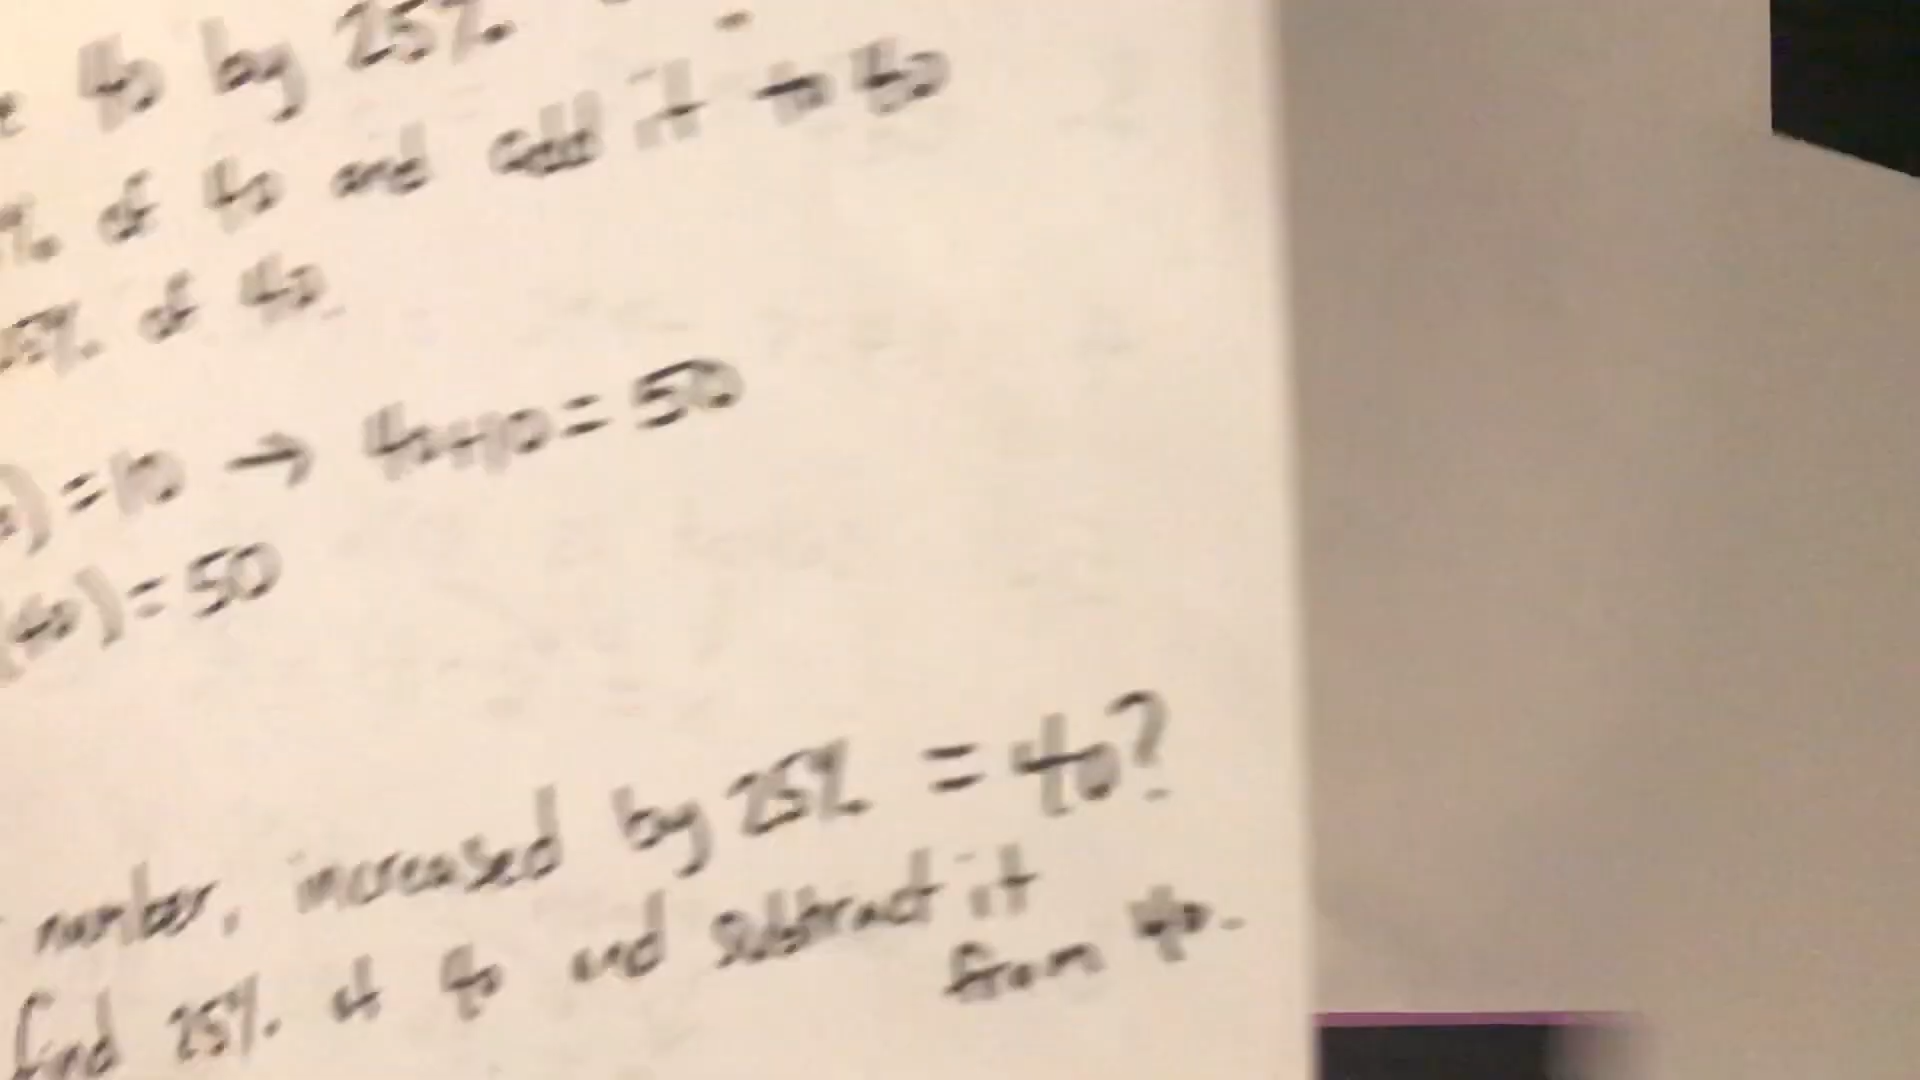 40 by 25%
% of 40 and add it to 40
25% of 40.
) = 10 → 40+10 = 50
(40) = 50
number, increased by 25% = 40?
find 25% of 40 and subtract it
from 40.